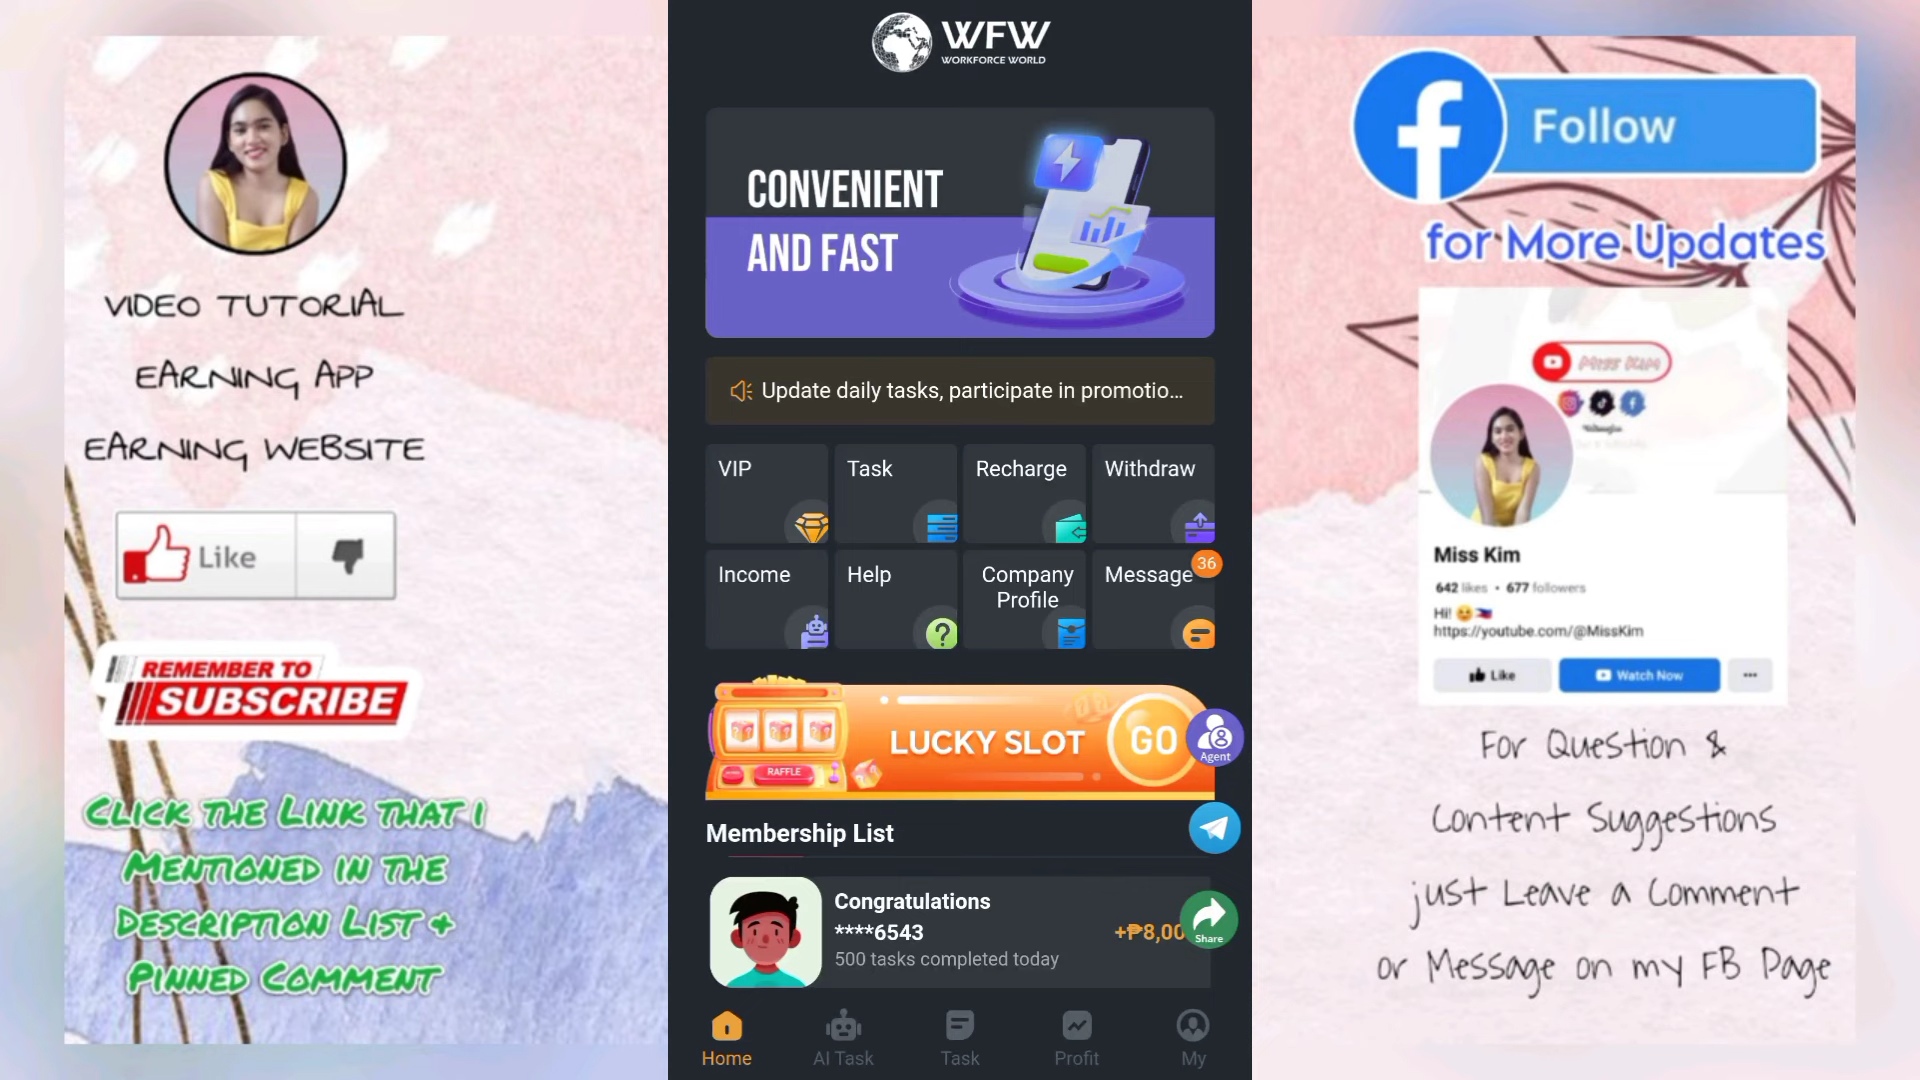 VIDEO TUTORIAL
EARNING APP
EARNING WEBSITE
Like
REMEMBER TO
SUBSCRIBE
CLICK THE LINK THAT I
MENTIONED IN THE
DESCRIPTION LIST &
PINNED COMMENT
WFW
WORKFORCE WORLD
CONVENIENT
AND FAST
Update daily tasks, participate in promotio...
VIP
Task
Recharge
Withdraw
Income
Help
Company
Profile
Message
36
RAFFLE
LUCKY SLOT
GO
Agent
Membership List
Congratulations
****6543
+₱8,00
500 tasks completed today
Share
Home
AI Task
Task
Profit
My
Follow
for More Updates
MISS KIM
Miss Kim
642 likes • 677 followers
Hi! 😊🇵🇭
https://youtube.com/@MissKim
Like
Watch Now
...
For Question &
Content Suggestions
just Leave a Comment
or Message on my FB Page